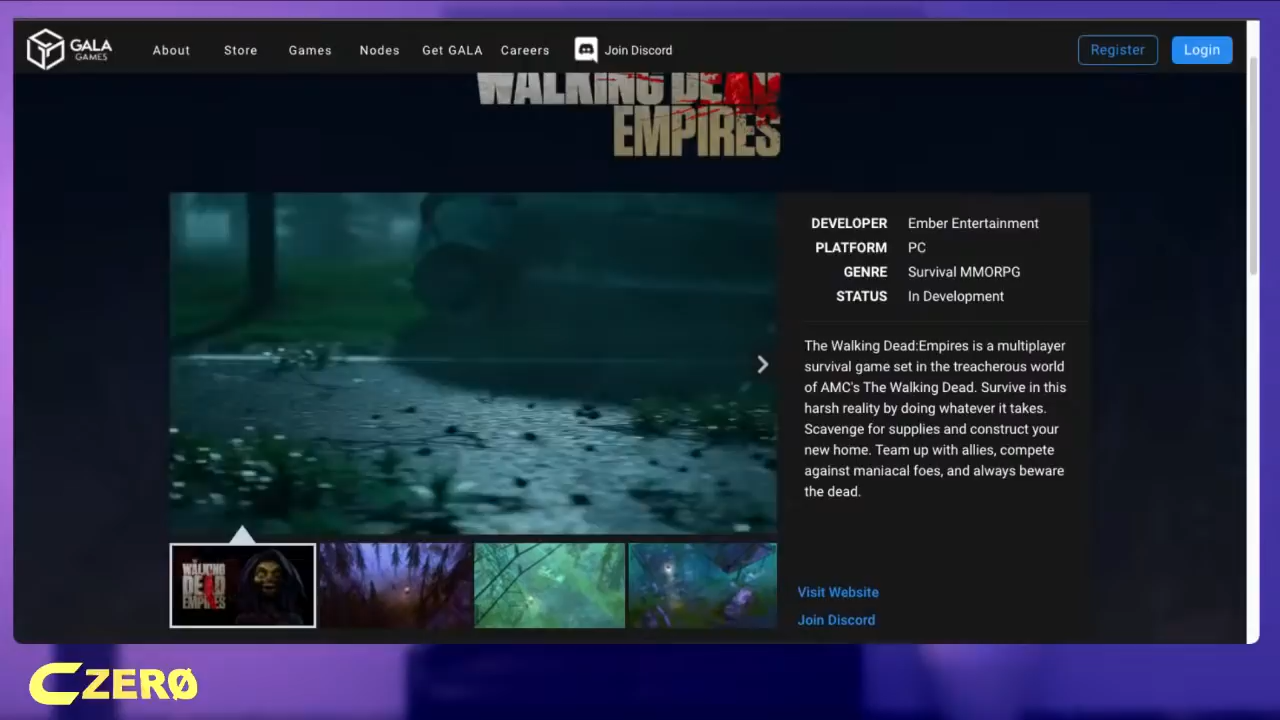 GALA
GAMES
About
Store
Games
Nodes
Get GALA
Careers
Join Discord
Register
Login
WALKING DEAD
EMPIRES
DEVELOPER Ember Entertainment
PLATFORM PC
GENRE Survival MMORPG
STATUS In Development
The Walking Dead:Empires is a multiplayer
survival game set in the treacherous world
of AMC's The Walking Dead. Survive in this
harsh reality by doing whatever it takes.
Scavenge for supplies and construct your
new home. Team up with allies, compete
against maniacal foes, and always beware
the dead.
WALKING
DEAD
EMPIRES
Visit Website
Join Discord
CZERØ